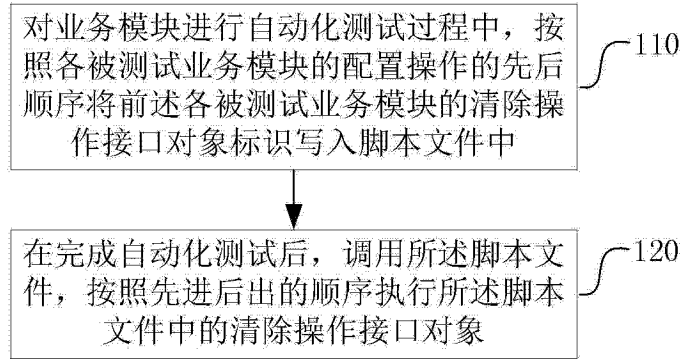 对业务模块进行自动化测试过程中，按
照各被测试业务模块的配置操作的先后
顺序将前述各被测试业务模块的清除操
作接口对象标识写入脚本文件中
110
在完成自动化测试后，调用所述脚本文
件，按照先进后出的顺序执行所述脚本
文件中的清除操作接口对象
120